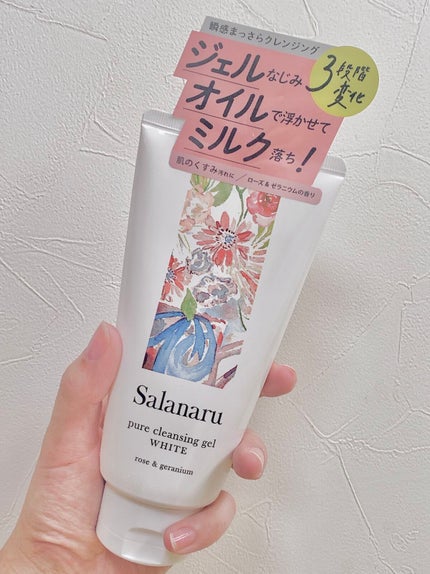 瞬感まっさらクレンジング
ジェルなじみ
オイルで浮かせて
ミルク落ち!
3段階
変化
肌のくすみ汚れに/ローズ&ゼラニウムの香り
Salanaru
pure cleansing gel
WHITE
rose & geranium